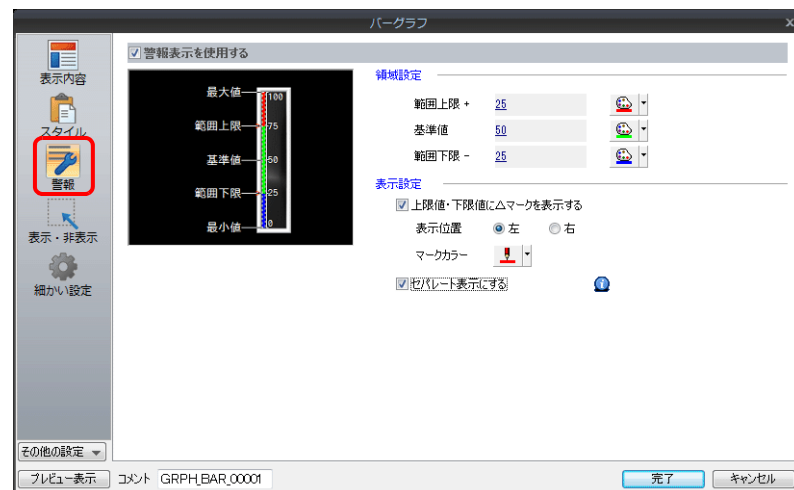 バーグラフ
x
表示内容
スタイル
警報
表示・非表示
細かい設定
その他の設定
警報表示を使用する
最大値 100
範囲上限 75
基準値 50
範囲下限 25
最小値 0
領域設定
範囲上限 + 25
基準値 50
範囲下限 - 25
表示設定
上限値・下限値に△マークを表示する
表示位置 左 右
マークカラー
セパレート表示にする
プレビュー表示 コメント GRPH_BAR_00001 完了 キャンセル